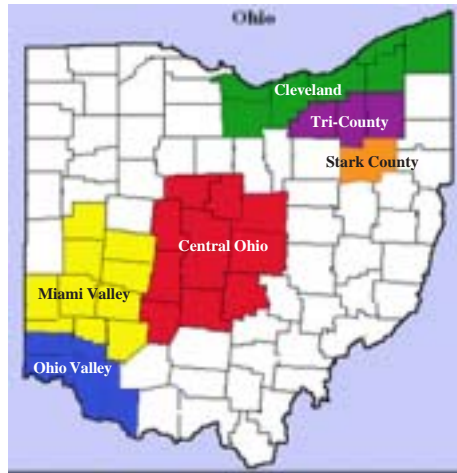 Ohio
Cleveland
Tri-County
Stark County
Central Ohio
Miami Valley
Ohio Valley